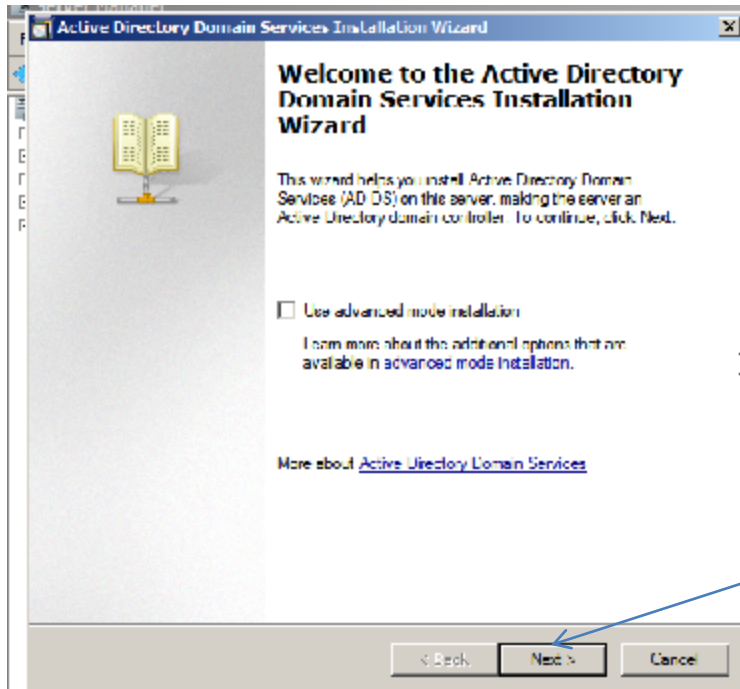 Server Manager
Active Directory Domain Services Installation Wizard
Welcome to the Active Directory
Domain Services Installation
Wizard
This wizard helps you install Active Directory Domain
Services (AD DS) on this server, making the server an
Active Directory domain controller. To continue, click Next.
Use advanced mode installation
Learn more about the additional options that are
available in advanced mode installation.
More about Active Directory Domain Services
< Back
Next >
Cancel